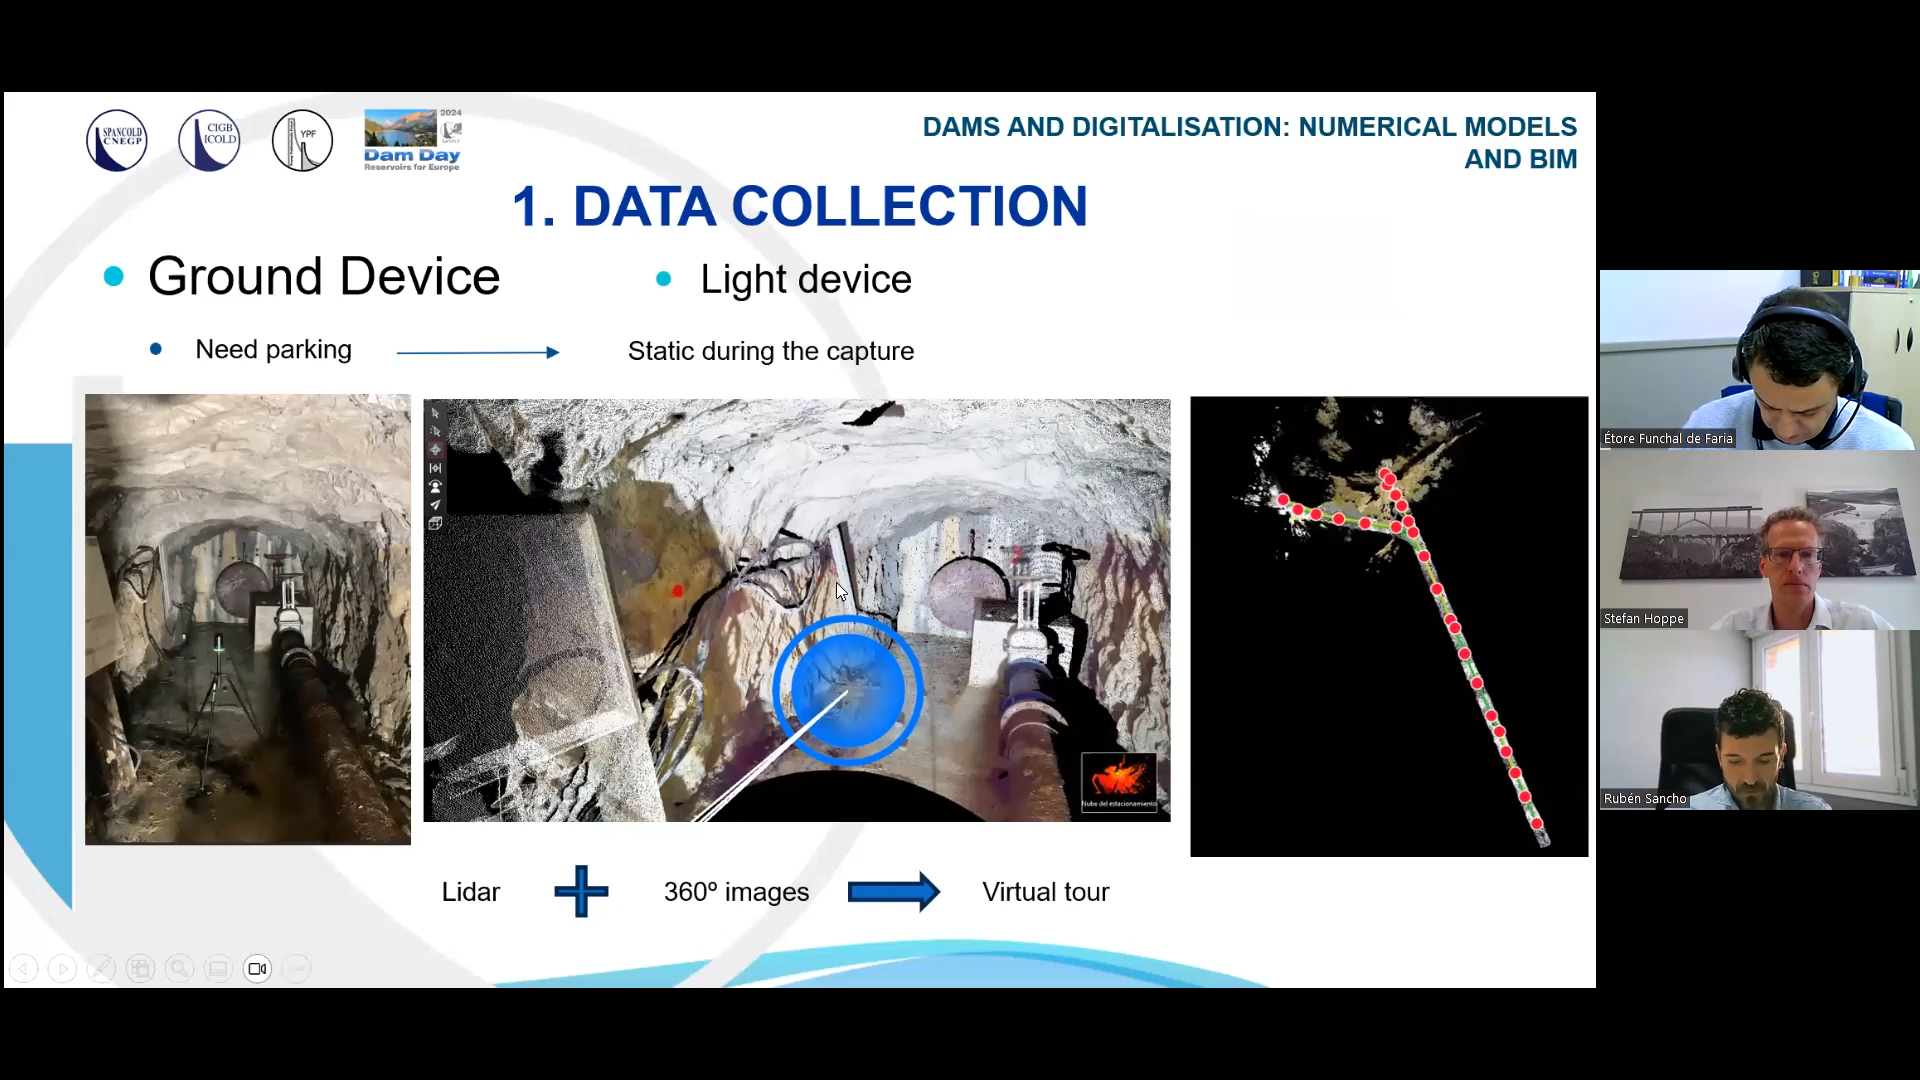 SPANCOLD
CNEGP
CIGB
ICOLD
YPF
2024
Dam Day
Reservoirs for Europe
DAMS AND DIGITALISATION: NUMERICAL MODELS
AND BIM
1. DATA COLLECTION
Ground Device
Light device
Need parking
Static during the capture
Nube del estacionamiento
Lidar
360º images
Virtual tour
Étore Funchal de Faria
Stefan Hoppe
Rubén Sancho